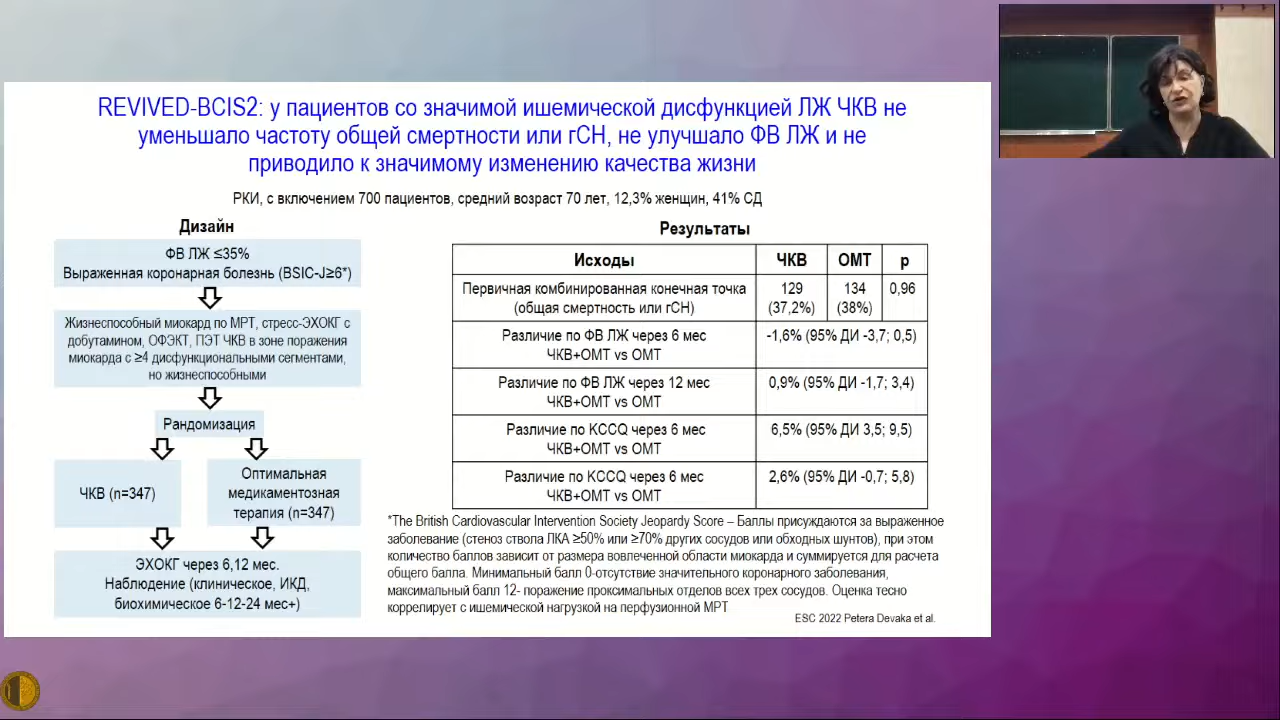 REVIVED-BCIS2: у пациентов со значимой ишемической дисфункцией ЛЖ ЧКВ не
уменьшало частоту общей смертности или гСН, не улучшало ФВ ЛЖ и не
приводило к значимому изменению качества жизни
РКИ, с включением 700 пациентов, средний возраст 70 лет, 12,3% женщин, 41% СД
Дизайн
ФВ ЛЖ ≤35%
Выраженная коронарная болезнь (BSIC-J≥6*)
Жизнеспособный миокард по МРТ, стресс-ЭХОКГ с
добутамином, ОФЭКТ, ПЭТ ЧКВ в зоне поражения
миокарда с ≥4 дисфункциональными сегментами,
но жизнеспособными
Рандомизация
ЧКВ (n=347)
Оптимальная
медикаментозная
терапия (n=347)
ЭХОКГ через 6,12 мес.
Наблюдение (клиническое, ИКД,
биохимическое 6-12-24 мес+)
Результаты
Исходы ЧКВ ОМТ p
Первичная комбинированная конечная точка 129 134 0,96
(общая смертность или гСН) (37,2%) (38%)
Различие по ФВ ЛЖ через 6 мес -1,6% (95% ДИ -3,7; 0,5)
ЧКВ+ОМТ vs ОМТ
Различие по ФВ ЛЖ через 12 мес 0,9% (95% ДИ -1,7; 3,4)
ЧКВ+ОМТ vs ОМТ
Различие по KCCQ через 6 мес 6,5% (95% ДИ 3,5; 9,5)
ЧКВ+ОМТ vs ОМТ
Различие по KCCQ через 6 мес 2,6% (95% ДИ -0,7; 5,8)
ЧКВ+ОМТ vs ОМТ
*The British Cardiovascular Intervention Society Jeopardy Score – Баллы присуждаются за выраженное
заболевание (стеноз ствола ЛКА ≥50% или ≥70% других сосудов или обходных шунтов), при этом
количество баллов зависит от размера вовлеченной области миокарда и суммируется для расчета
общего балла. Минимальный балл 0-отсутствие значительного коронарного заболевания,
максимальный балл 12- поражение проксимальных отделов всех трех сосудов. Оценка тесно
коррелирует с ишемической нагрузкой на перфузионной МРТ
ESC 2022 Petera Devaka et al.